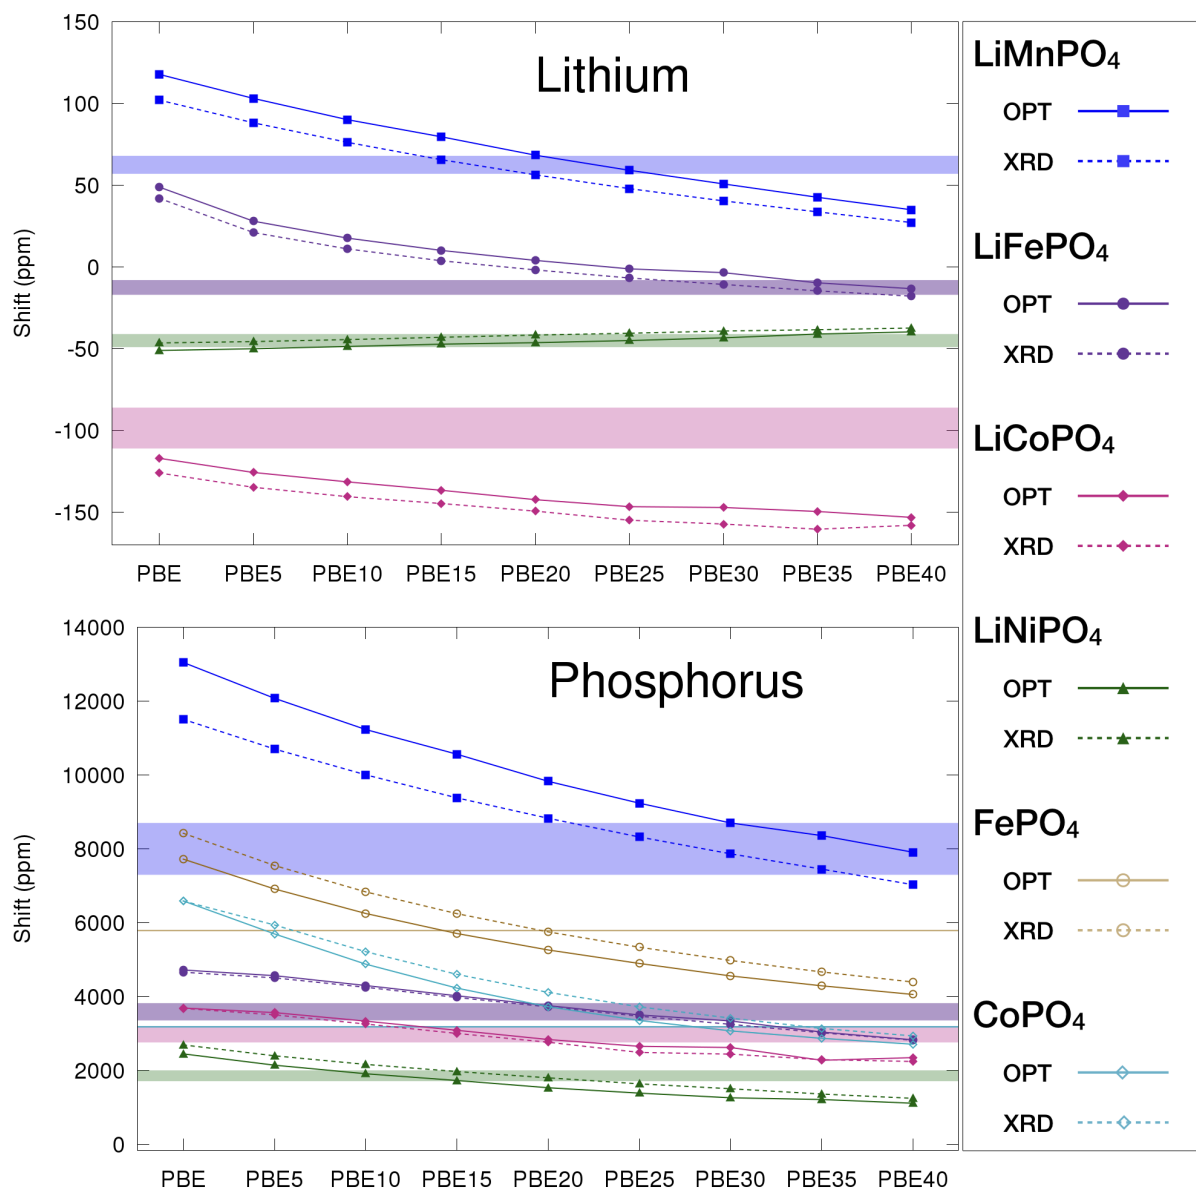 Lithium
Shift (ppm)
150
100
50
0
-50
-100
-150
PBE PBE5 PBE10 PBE15 PBE20 PBE25 PBE30 PBE35 PBE40
Phosphorus
Shift (ppm)
14000
12000
10000
8000
6000
4000
2000
0
PBE PBE5 PBE10 PBE15 PBE20 PBE25 PBE30 PBE35 PBE40
LiMnPO₄
OPT
XRD
LiFePO₄
OPT
XRD
LiCoPO₄
OPT
XRD
LiNiPO₄
OPT
XRD
FePO₄
OPT
XRD
CoPO₄
OPT
XRD